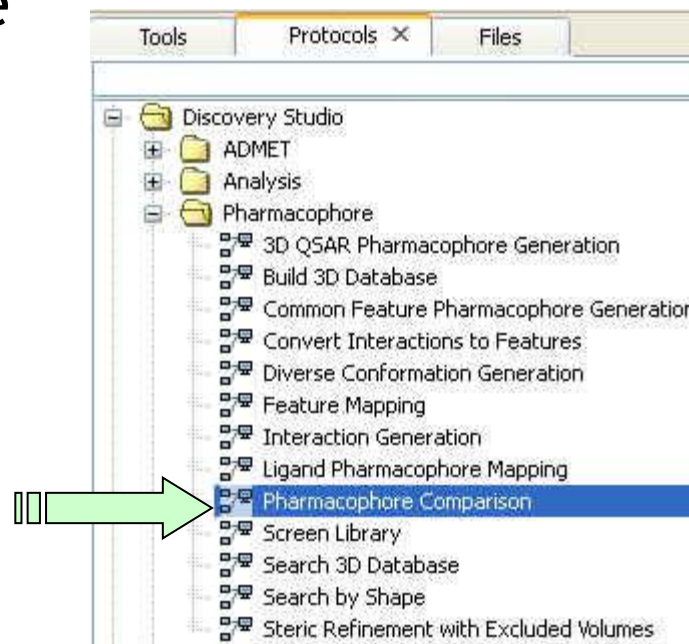 e
Tools Protocols Files
Discovery Studio
ADMET
Analysis
Pharmacophore
3D QSAR Pharmacophore Generation
Build 3D Database
Common Feature Pharmacophore Generation
Convert Interactions to Features
Diverse Conformation Generation
Feature Mapping
Interaction Generation
Ligand Pharmacophore Mapping
Pharmacophore Comparison
Screen Library
Search 3D Database
Search by Shape
Steric Refinement with Excluded Volumes